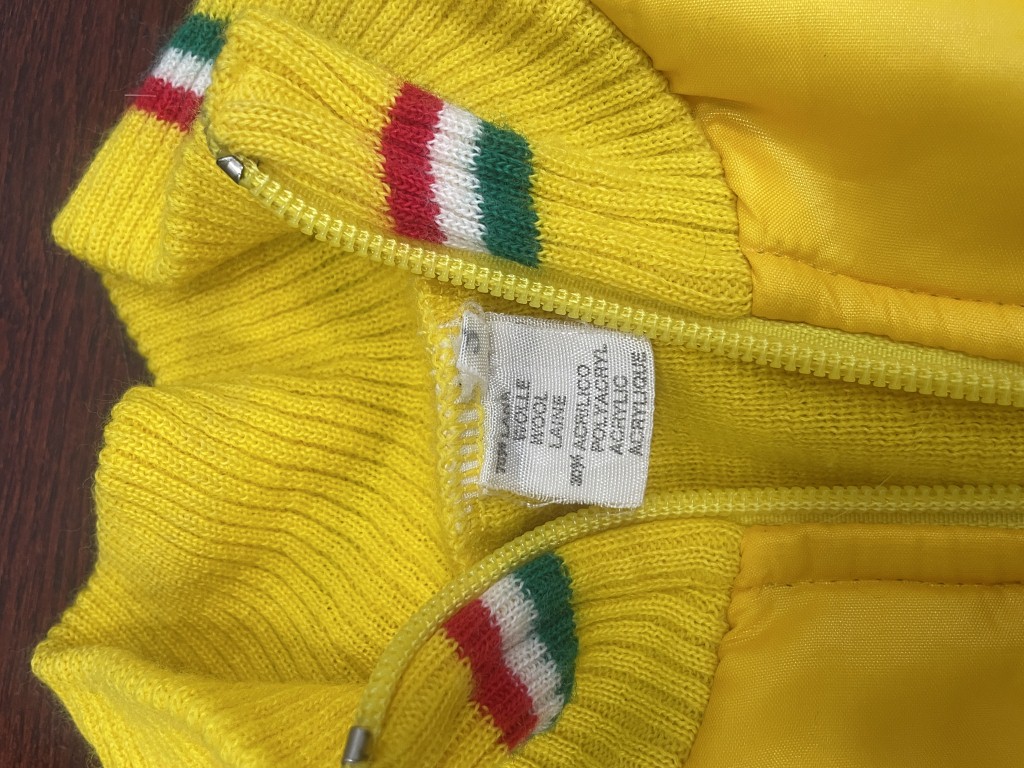 70% LANA
WOLLE
WOOL
LAINE
30% ACRILICO
POLYACRYL
ACRYLIC
ACRYLIQUE